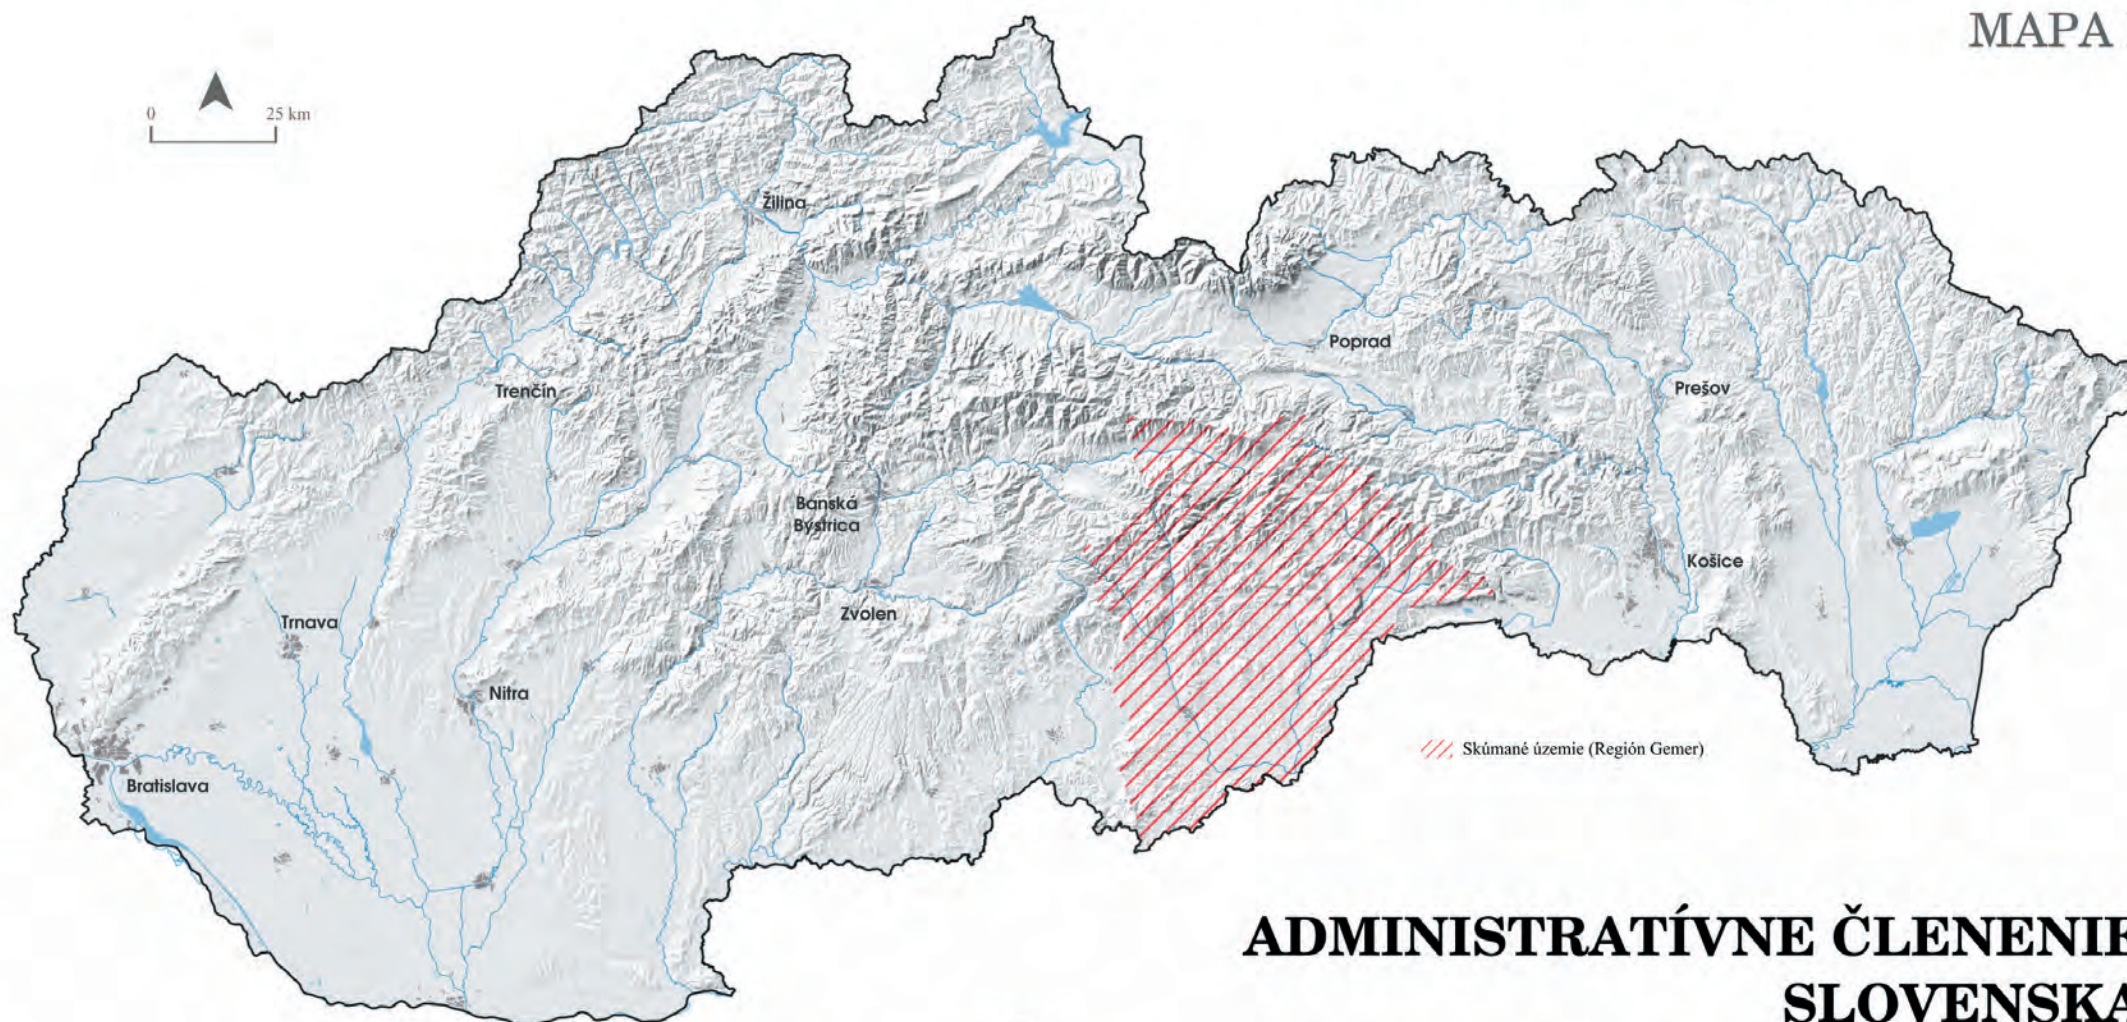 MAPA
0 25 km
Žilina
Poprad
Trenčín
Prešov
Banská
Bystrica
Košice
Zvolen
Trnava
Nitra
Skúmané územie (Región Gemer)
Bratislava
ADMINISTRATÍVNE ČLENENIE
SLOVENSKA